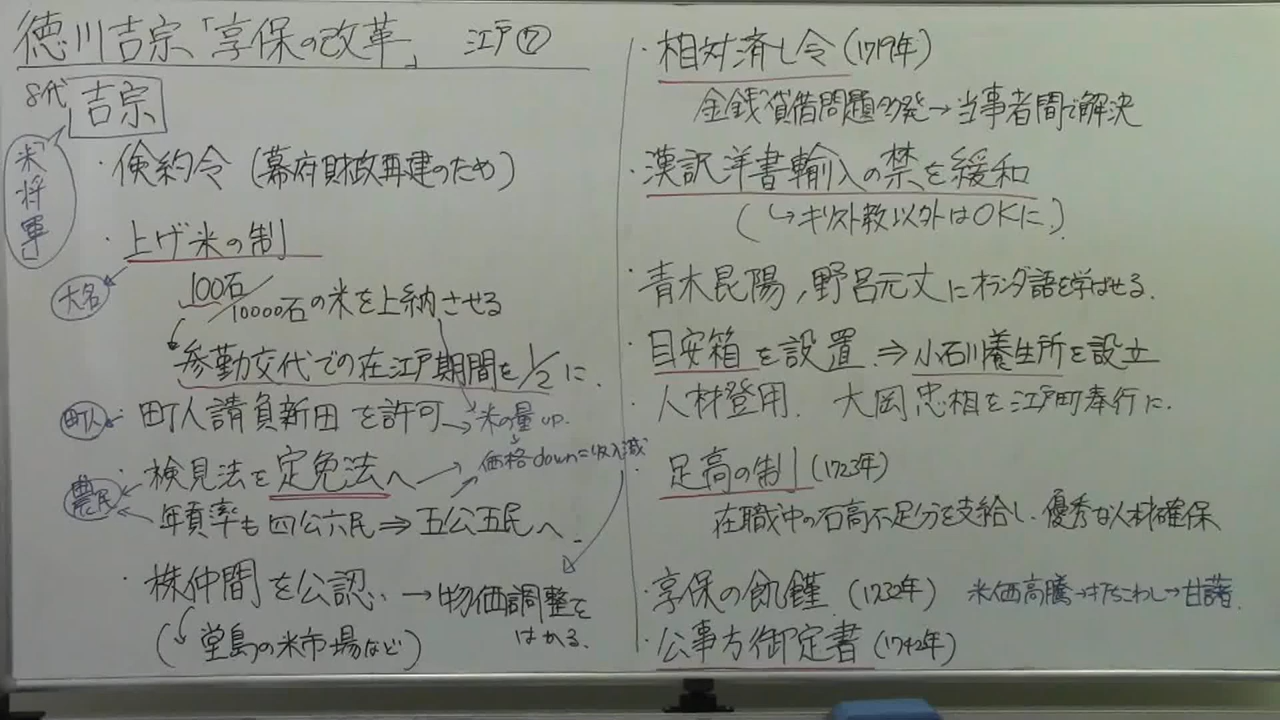 徳川吉宗「享保の改革」 江戸⑦
8代 吉宗
「米将軍」
・倹約令(幕府財政再建のため)
・上げ米の制
大名
100石/10000石の米を上納させる
参勤交代での在江戸期間を1/2に.
町人 ・町人請負新田を許可→米の量up.
価格down=収入減
農民 ・検見法を定免法へ→
年貢率も四公六民⇒五公五民へ.
・株仲間を公認.→物価調整を
はかる.
(↳堂島の米市場など)
・相対済し令(1719年)
金銭貸借問題多発→当事者間で解決
・漢訳洋書輸入の禁を緩和
(↳キリスト教以外はOKに.)
・青木昆陽,野呂元丈にオランダ語を学ばせる.
・目安箱を設置⇒小石川養生所を設立
・人材登用. 大岡忠相を江戸町奉行に.
・足高の制(1723年)
在職中の石高不足分を支給し、優秀な人材確保
・享保の飢饉(1732年) 米価高騰→打ちこわし→甘藷.
・公事方御定書(1742年)